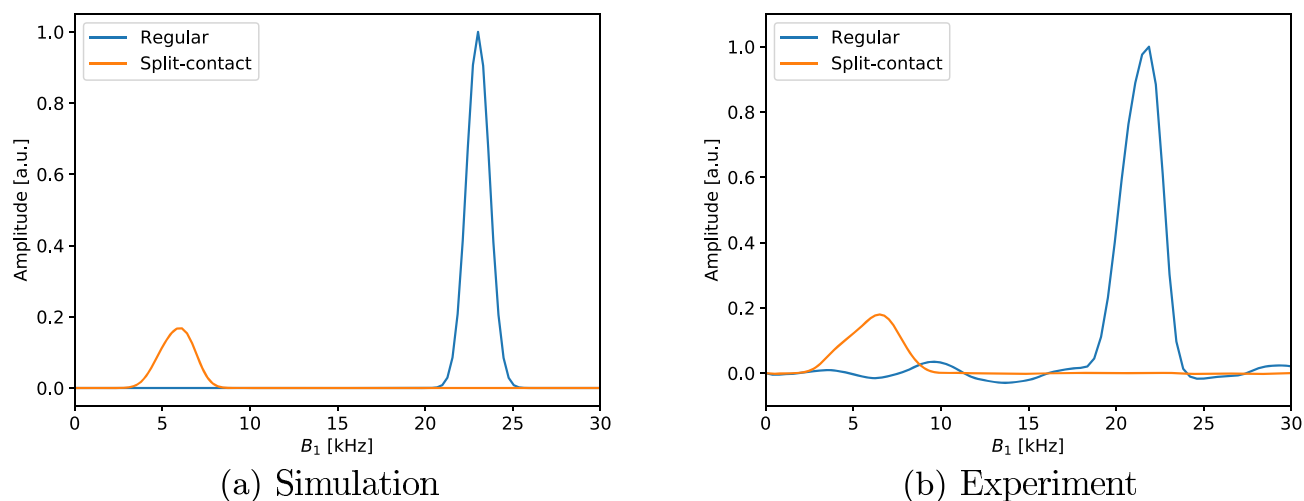 Regular
Split-contact
1.0
0.8
0.6
0.4
0.2
0.0
Amplitude [a.u.]
0 5 10 15 20 25 30
B₁ [kHz]
(a) Simulation
Regular
Split-contact
1.0
0.8
0.6
0.4
0.2
0.0
Amplitude [a.u.]
0 5 10 15 20 25 30
B₁ [kHz]
(b) Experiment